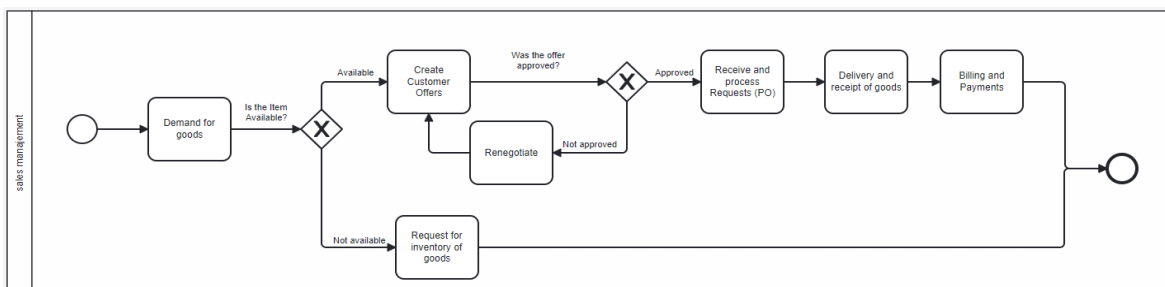 sales manajement
Demand for
goods
Is the Item
Available?
Available
Create
Customer
Offers
Was the offer
approved?
Approved
Receive and
process
Requests (PO)
Delivery and
receipt of goods
Billing and
Payments
Renegotiate
Not approved
Not available
Request for
inventory of
goods